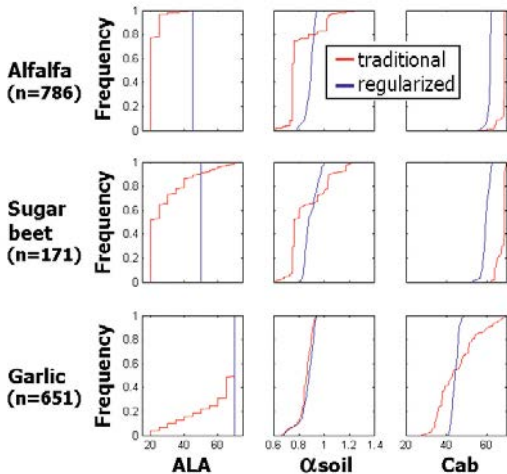 Alfalfa
(n=786)
Frequency
1
0.8
0.6
0.4
0.2
0
traditional
regularized
Sugar
beet
(n=171)
Frequency
1
0.8
0.6
0.4
0.2
0
Garlic
(n=651)
Frequency
1
0.8
0.6
0.4
0.2
0
20 40 60
0.6 0.8 1 1.2 1.4
20 40 60
ALA
αsoil
Cab